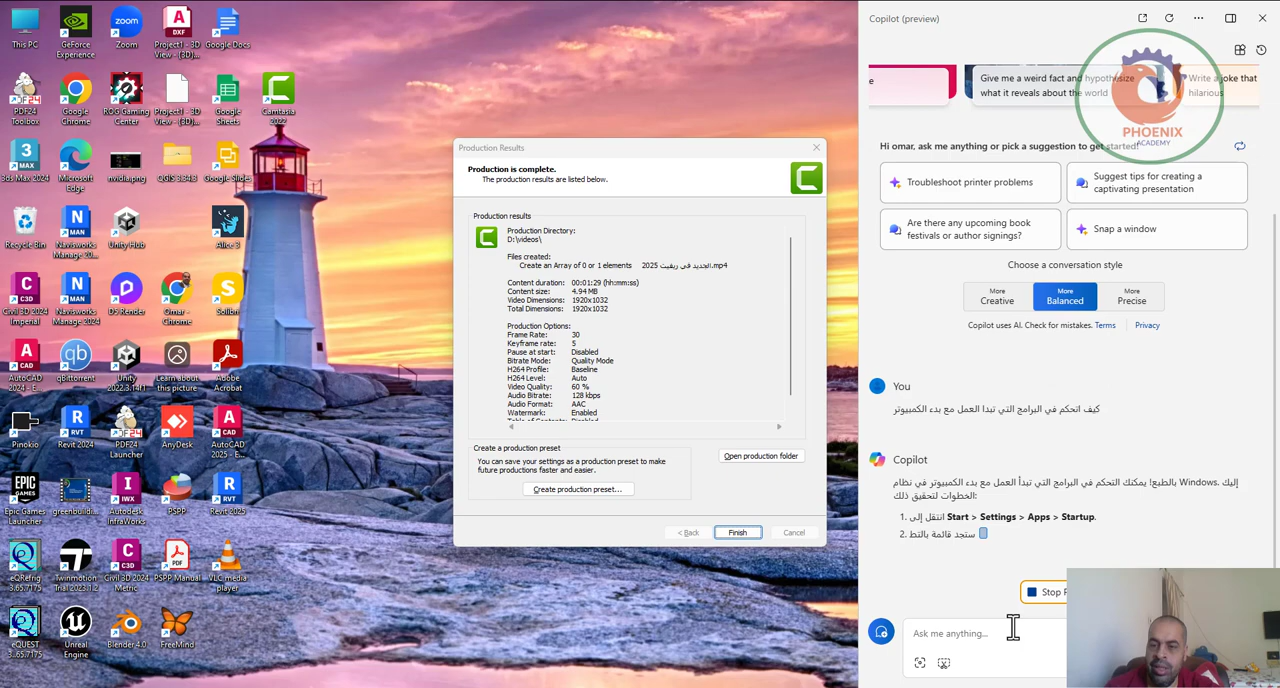 This PC
GeForce Experience
Zoom
Project1 - 3D View - (3D)...
Google Docs
PDF24 Toolbox
Google Chrome
ROG Gaming Center
Project1 - 3D View - (3D)...
Google Sheets
Camtasia 2022
3ds Max 2024
Microsoft Edge
nvidia.png
QGIS 3.34.3
Google Slides
Recycle Bin
Navisworks Manage 20...
Unity Hub
Alice 3
Civil 3D 2024 Imperial
Navisworks Manage 2024
D5 Render
Omar - Chrome
Solibri
AutoCAD 2024 - E...
qBittorrent
Unity 2022.3.14f1
Learn about this picture
Adobe Acrobat
Pinokio
Revit 2024
PDF24 Launcher
AnyDesk
AutoCAD 2025 - E...
Epic Games Launcher
greenbuildi...
Autodesk InfraWorks
PSPP
Revit 2025
eQRefrig 3.65.7175
Twinmotion Trial 2023.1.2
Civil 3D 2024 Metric
PSPP Manual
VLC media player
eQUEST 3.65.7175
Unreal Engine
Blender 4.0
FreeMind
Production Results
Production is complete.
The production results are listed below.
Production results
Production Directory:
D:\videos\
Files created:
Create an Array of 0 or 1 elements الجديد في ريفيت 2025.mp4
Content duration: 00:01:29 (hh:mm:ss)
Content size: 4.94 MB
Video Dimensions: 1920x1032
Total Dimensions: 1920x1032
Production Options:
Frame Rate: 30
Keyframe rate: 5
Pause at start: Disabled
Bitrate Mode: Quality Mode
H264 Profile: Baseline
H264 Level: Auto
Video Quality: 60 %
Audio Bitrate: 128 kbps
Audio Format: AAC
Watermark: Enabled
Create a production preset
You can save your settings as a production preset to make
future productions faster and easier.
Create production preset...
Open production folder
< Back
Finish
Cancel
Copilot (preview)
e
Give me a weird fact and hypothesize
what it reveals about the world
Write a joke that
hilarious
PHOENIX
ACADEMY
Hi omar, ask me anything or pick a suggestion to get started!
Troubleshoot printer problems
Suggest tips for creating a
captivating presentation
Are there any upcoming book
festivals or author signings?
Snap a window
Choose a conversation style
More Creative
More Balanced
More Precise
Copilot uses AI. Check for mistakes. Terms Privacy
You
كيف اتحكم في البرامج التي تبدا العمل مع بدء الكمبيوتر
Copilot
بالطبع! يمكنك التحكم في البرامج التي تبدأ العمل مع بدء الكمبيوتر في نظام Windows. إليك
الخطوات لتحقيق ذلك:
1. انتقل إلى Start > Settings > Apps > Startup.
2. ستجد قائمة بالتط
Stop
Ask me anything...